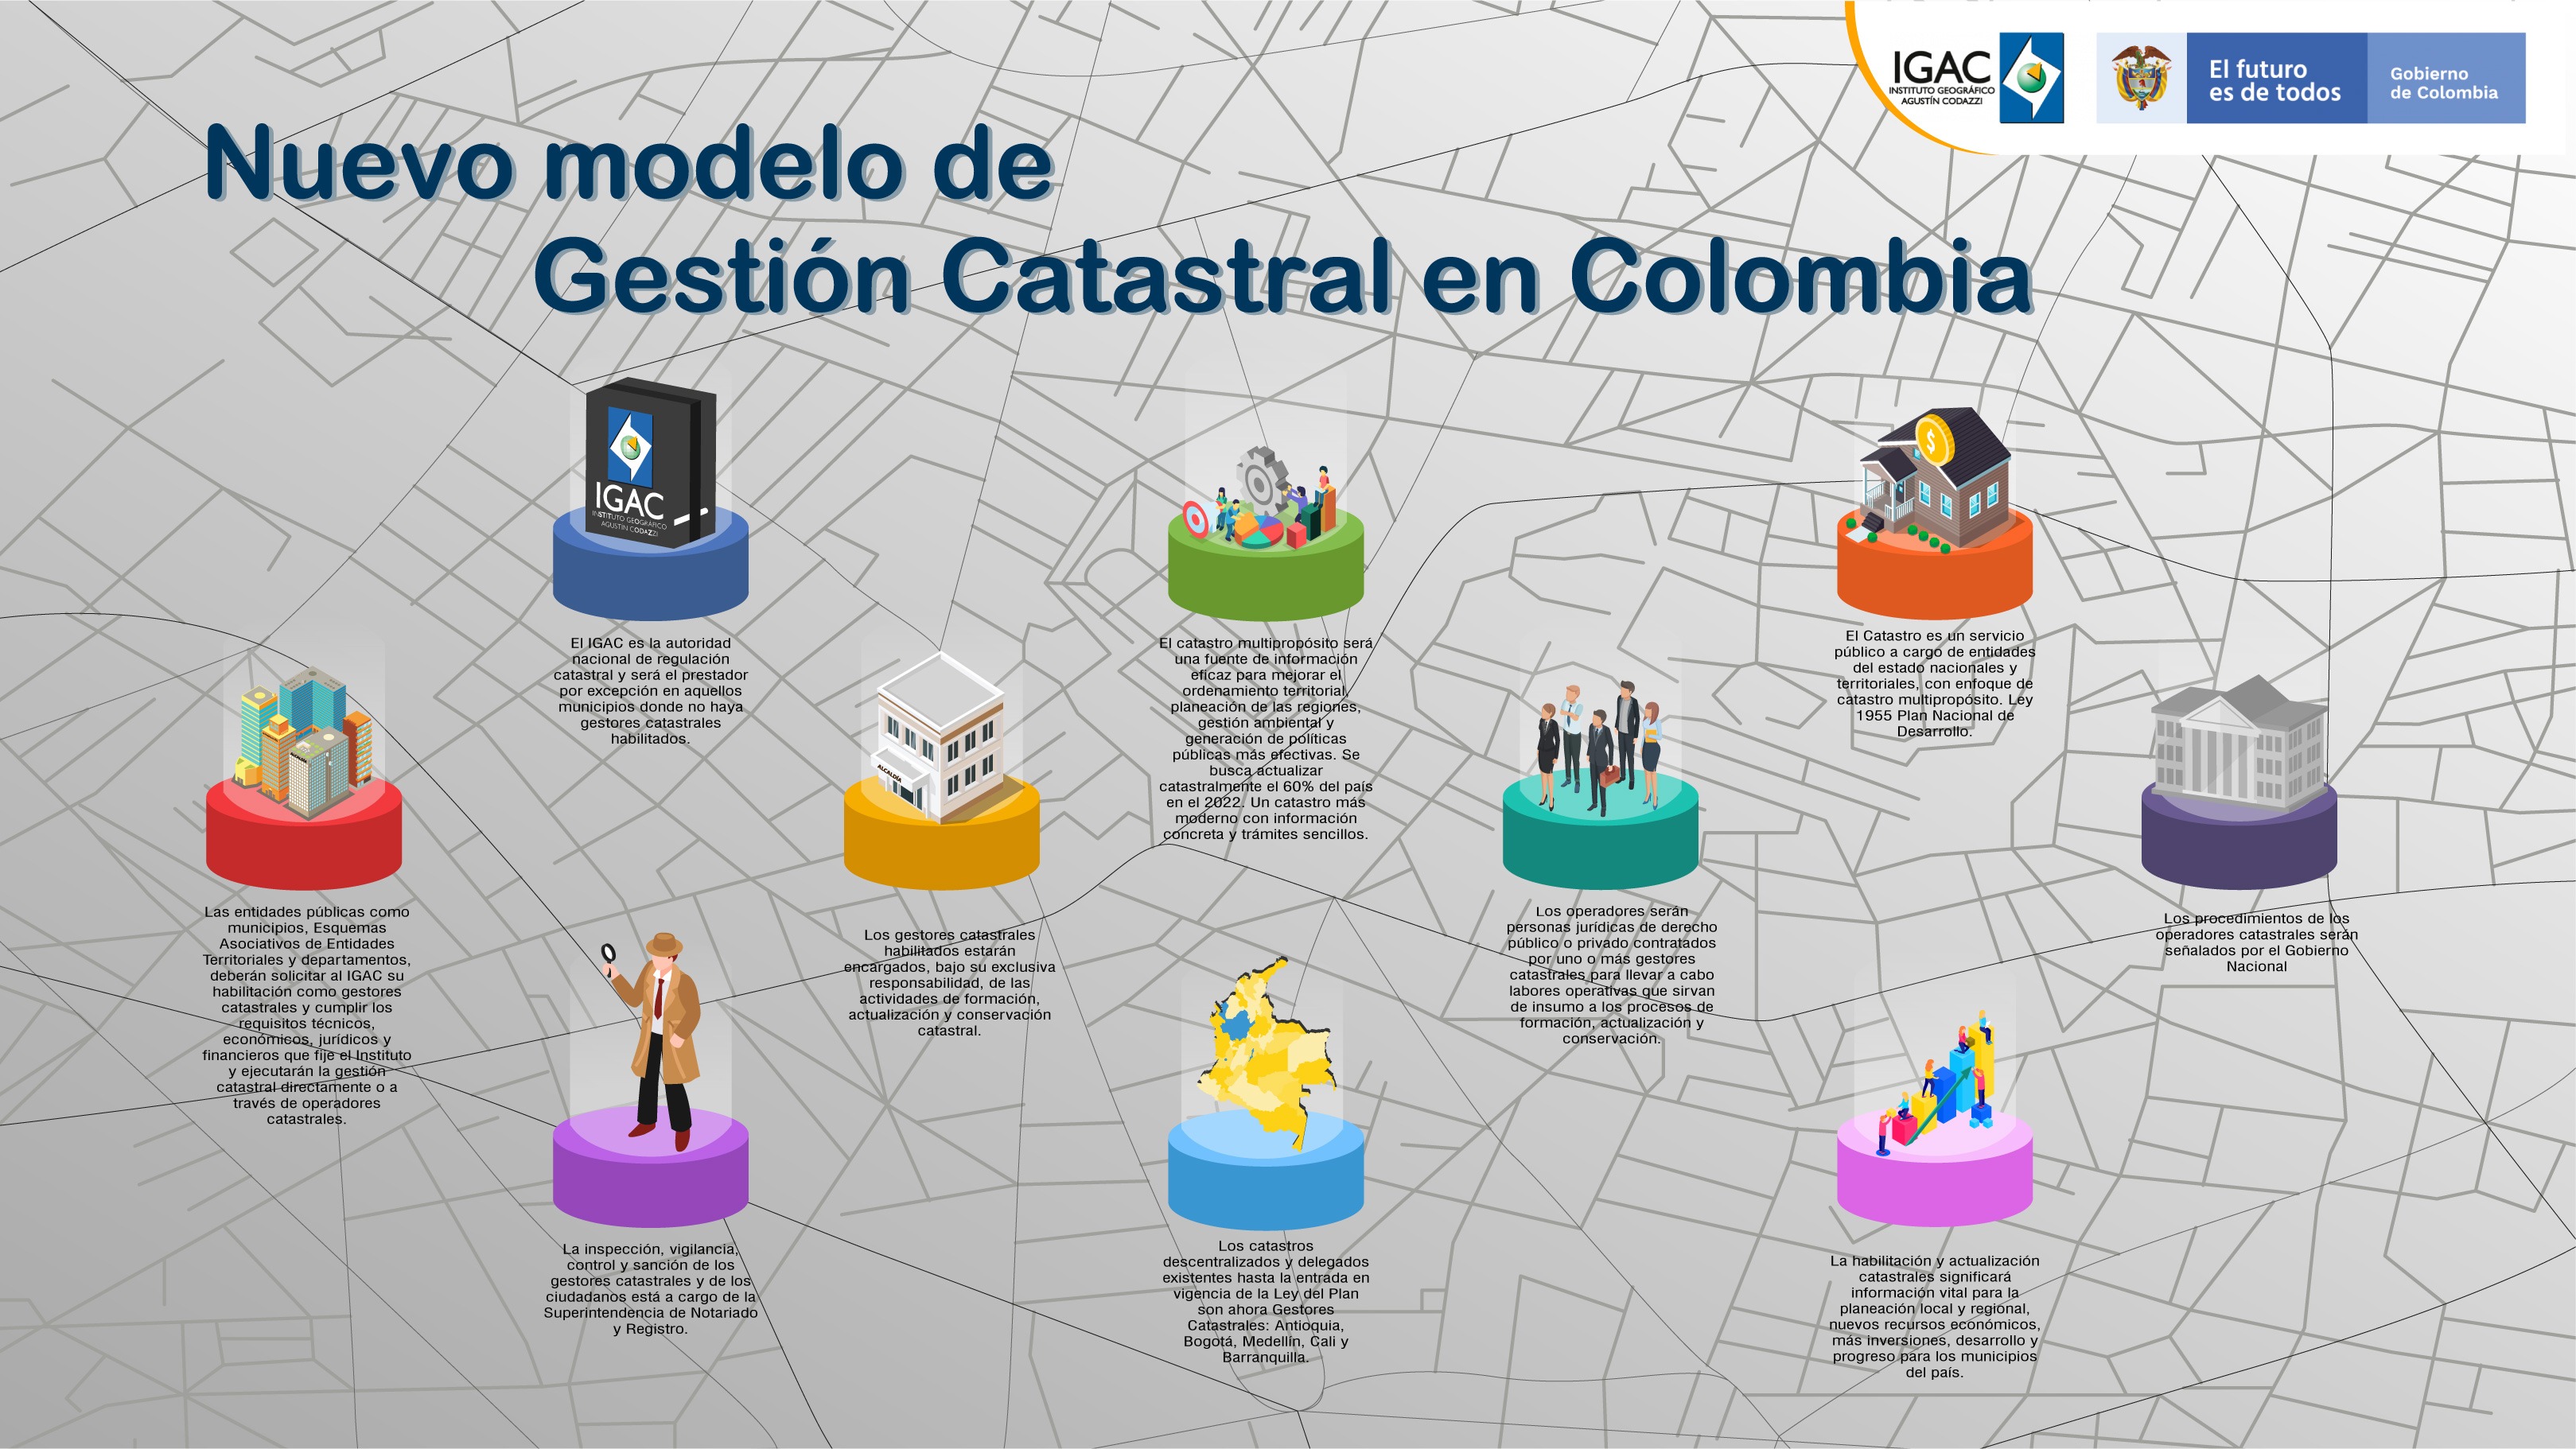 IGAC
INSTITUTO GEOGRÁFICO
AGUSTÍN CODAZZI
El futuro
es de todos
Gobierno
de Colombia
Nuevo modelo de
Gestión Catastral en Colombia
IGAC
INSTITUTO GEOGRÁFICO
AGUSTÍN CODAZZI
El IGAC es la autoridad
nacional de regulación
catastral y será el prestador
por excepción en aquellos
municipios donde no haya
gestores catastrales
habilitados.
El catastro multipropósito será
una fuente de información
eficaz para mejorar el
ordenamiento territorial,
planeación de las regiones,
gestión ambiental y
generación de políticas
públicas más efectivas. Se
busca actualizar
catastralmente el 60% del país
en el 2022. Un catastro más
moderno con información
concreta y trámites sencillos.
El Catastro es un servicio
público a cargo de entidades
del estado nacionales y
territoriales, con enfoque de
catastro multipropósito. Ley
1955 Plan Nacional de
Desarrollo.
Las entidades públicas como
municipios, Esquemas
Asociativos de Entidades
Territoriales y departamentos,
deberán solicitar al IGAC su
habilitación como gestores
catastrales y cumplir los
requisitos técnicos,
económicos, jurídicos y
financieros que fije el Instituto
y ejecutarán la gestión
catastral directamente o a
través de operadores
catastrales.
ALCALDÍA
Los gestores catastrales
habilitados estarán
encargados, bajo su exclusiva
responsabilidad, de las
actividades de formación,
actualización y conservación
catastral.
Los operadores serán
personas jurídicas de derecho
público o privado contratados
por uno o más gestores
catastrales para llevar a cabo
labores operativas que sirvan
de insumo a los procesos de
formación, actualización y
conservación.
Los procedimientos de los
operadores catastrales serán
señalados por el Gobierno
Nacional
La inspección, vigilancia,
control y sanción de los
gestores catastrales y de los
ciudadanos está a cargo de la
Superintendencia de Notariado
y Registro.
Los catastros
descentralizados y delegados
existentes hasta la entrada en
vigencia de la Ley del Plan
son ahora Gestores
Catastrales: Antioquia,
Bogotá, Medellín, Cali y
Barranquilla.
La habilitación y actualización
catastrales significará
información vital para la
planeación local y regional,
nuevos recursos económicos,
más inversiones, desarrollo y
progreso para los municipios
del país.